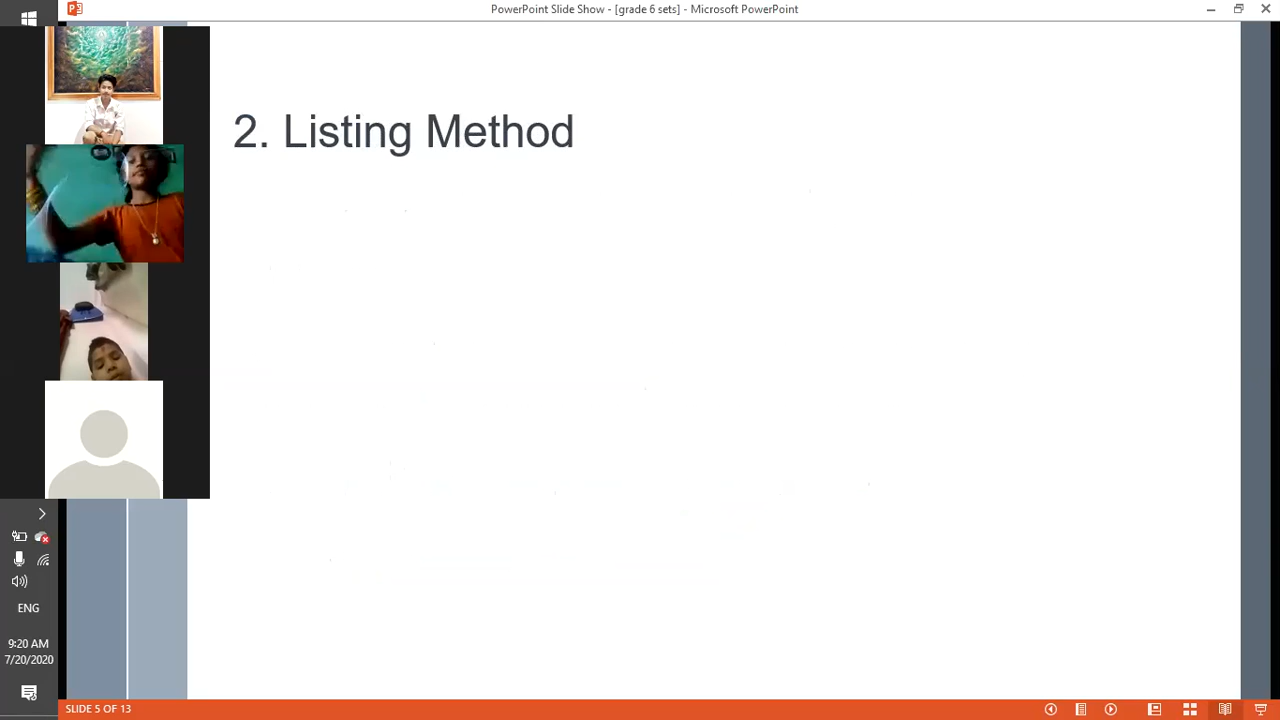 PowerPoint Slide Show - [grade 6 sets] - Microsoft PowerPoint
2. Listing Method
ENG
9:20 AM
7/20/2020
SLIDE 5 OF 13